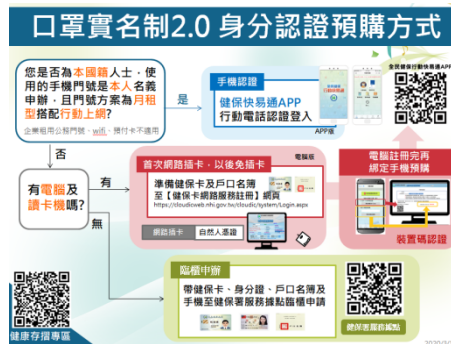 口罩實名制2.0 身分認證預購方式
您是否為本國籍人士，使
用的手機門號是本人名義
申辦，且門號方案為月租
型搭配行動上網？
企業租用公務門號、wifi、預付卡不適用
是
手機認證
健保快易通APP
行動電話認證登入
APP版
全民健保行動快易通APP
否
有電腦及
讀卡機嗎?
有
無
首次網路插卡，以後免插卡
電腦版
準備健保卡及戶口名簿
至【健保卡網路服務註冊】網頁
https://cloudicweb.nhi.gov.tw/cloudic/system/Login.aspx
網路插卡
自然人憑證
電腦註冊完再
綁定手機預購
裝置碼認證
臨櫃申辦
帶健保卡、身分證、戶口名簿及
手機至健保署服務據點臨櫃申請
健保署服務據點
健康存摺專區